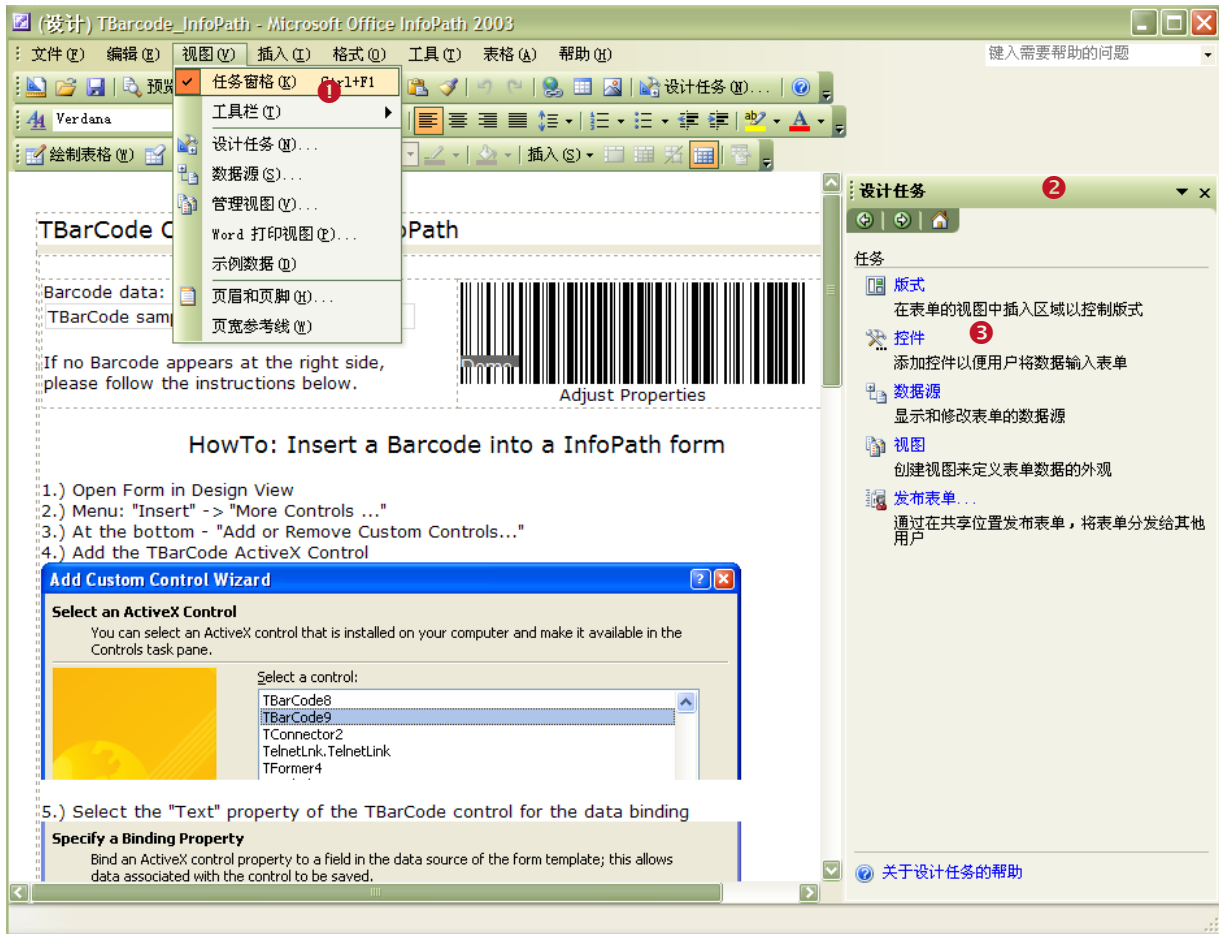 (设计) TBarcode_InfoPath - Microsoft Office InfoPath 2003
文件(F) 编辑(E) 视图(V) 插入(I) 格式(O) 工具(T) 表格(A) 帮助(H) 键入需要帮助的问题
预览 设计任务(N)...
Verdana
绘制表格(W) 插入(S)
任务窗格(K) Ctrl+F1
1
工具栏(T)
设计任务(N)...
数据源(S)...
管理视图(V)...
Word 打印视图(P)...
示例数据(D)
页眉和页脚(H)...
页宽参考线(W)
TBarCode
Path
Barcode data:
TBarCode
If no Barcode appears at the right side,
please follow the instructions below.
Demo
Adjust Properties
HowTo: Insert a Barcode into a InfoPath form
1.) Open Form in Design View
2.) Menu: "Insert" -> "More Controls ..."
3.) At the bottom - "Add or Remove Custom Controls..."
4.) Add the TBarCode ActiveX Control
Add Custom Control Wizard
Select an ActiveX Control
You can select an ActiveX control that is installed on your computer and make it available in the
Controls task pane.
Select a control:
TBarCode8
TBarCode9
TConnector2
TelnetLnk.TelnetLink
TFormer4
5.) Select the "Text" property of the TBarCode control for the data binding
Specify a Binding Property
Bind an ActiveX control property to a field in the data source of the form template; this allows
data associated with the control to be saved.
设计任务 2
任务
版式
在表单的视图中插入区域以控制版式
控件 3
添加控件以便用户将数据输入表单
数据源
显示和修改表单的数据源
视图
创建视图来定义表单数据的外观
发布表单...
通过在共享位置发布表单，将表单分发给其他
用户
关于设计任务的帮助